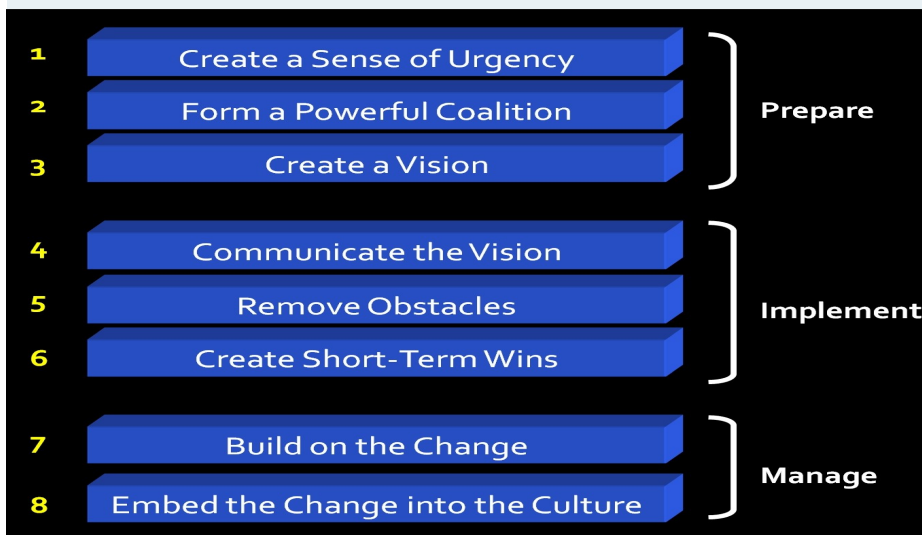 1 Create a Sense of Urgency
2 Form a Powerful Coalition
3 Create a Vision
Prepare
4 Communicate the Vision
5 Remove Obstacles
6 Create Short-Term Wins
Implement
7 Build on the Change
8 Embed the Change into the Culture
Manage